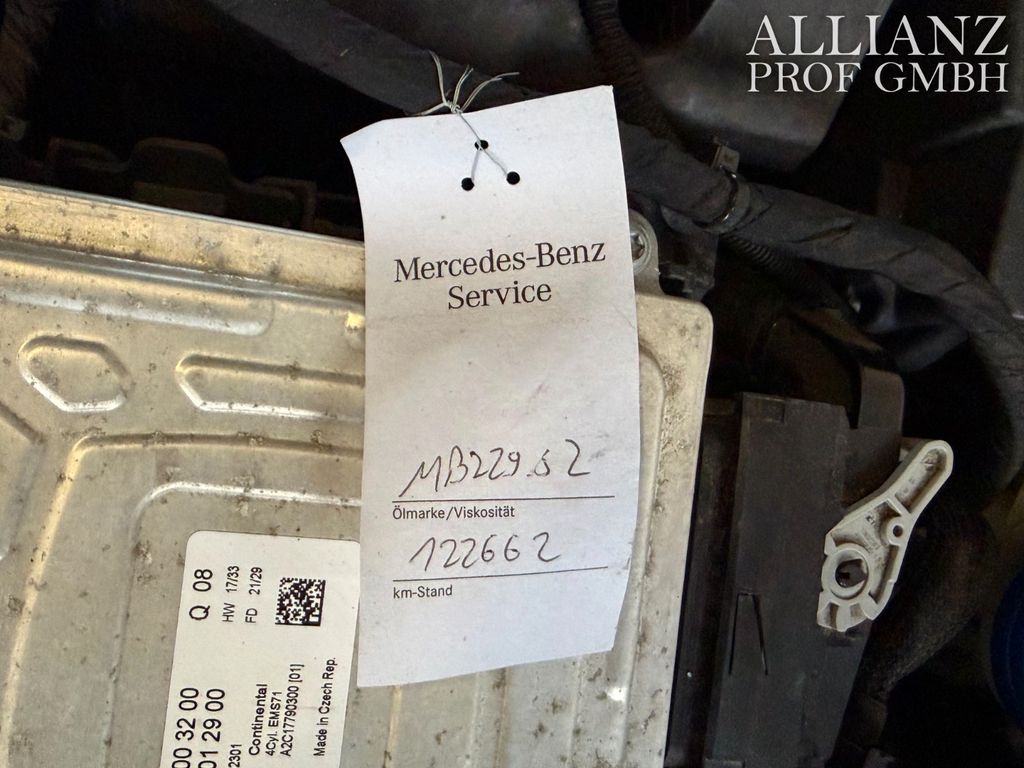 ALLIANZ
PROF GMBH
Mercedes-Benz
Service
MB229.52
Ölmarke/Viskosität
122662
km-Stand
Q 08
HW 17/33
FD 21/29
00 32 00
01 29 00
2301
Continental
4Cyl. EMS71
A2C17790300 [01]
Made in Czech Rep.